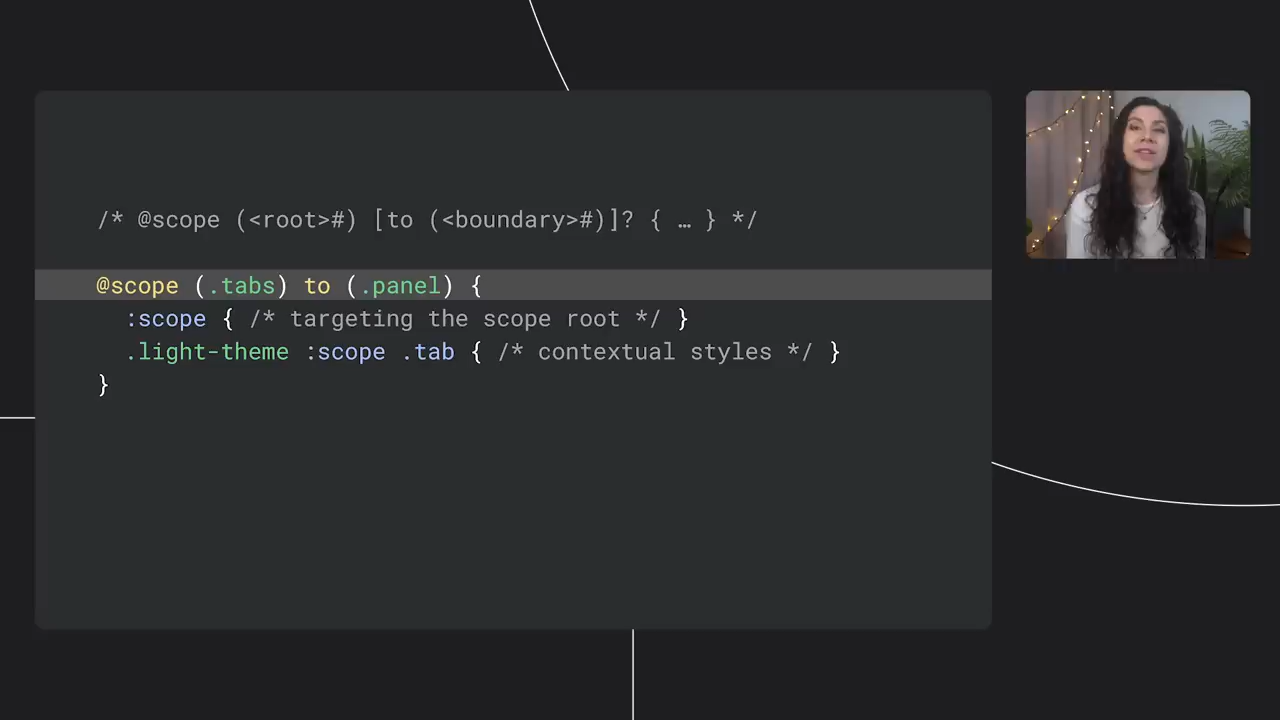 /* @scope (<root>#) [to (<boundary>#)]? { … } */
@scope (.tabs) to (.panel) {
:scope { /* targeting the scope root */ }
.light-theme :scope .tab { /* contextual styles */ }
}